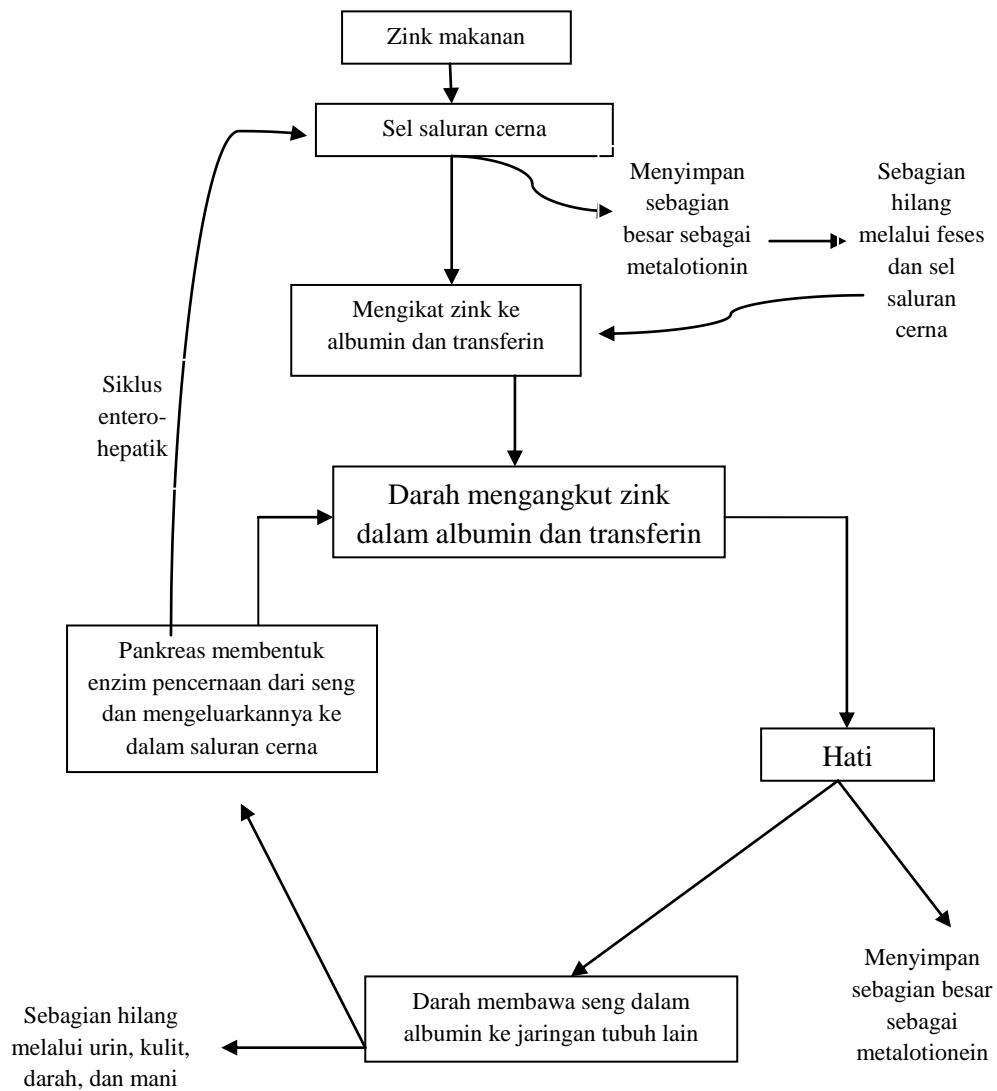 Zink makanan
Sel saluran cerna
Menyimpan
sebagian
besar sebagai
metalotionin
Sebagian
hilang
melalui feses
dan sel
saluran
cerna
Mengikat zink ke
albumin dan transferin
Siklus
entero-
hepatik
Darah mengangkut zink
dalam albumin dan transferin
Pankreas membentuk
enzim pencernaan dari seng
dan mengeluarkannya ke
dalam saluran cerna
Hati
Menyimpan
sebagian besar
sebagai
metalotionein
Darah membawa seng dalam
albumin ke jaringan tubuh lain
Sebagian hilang
melalui urin, kulit,
darah, dan mani